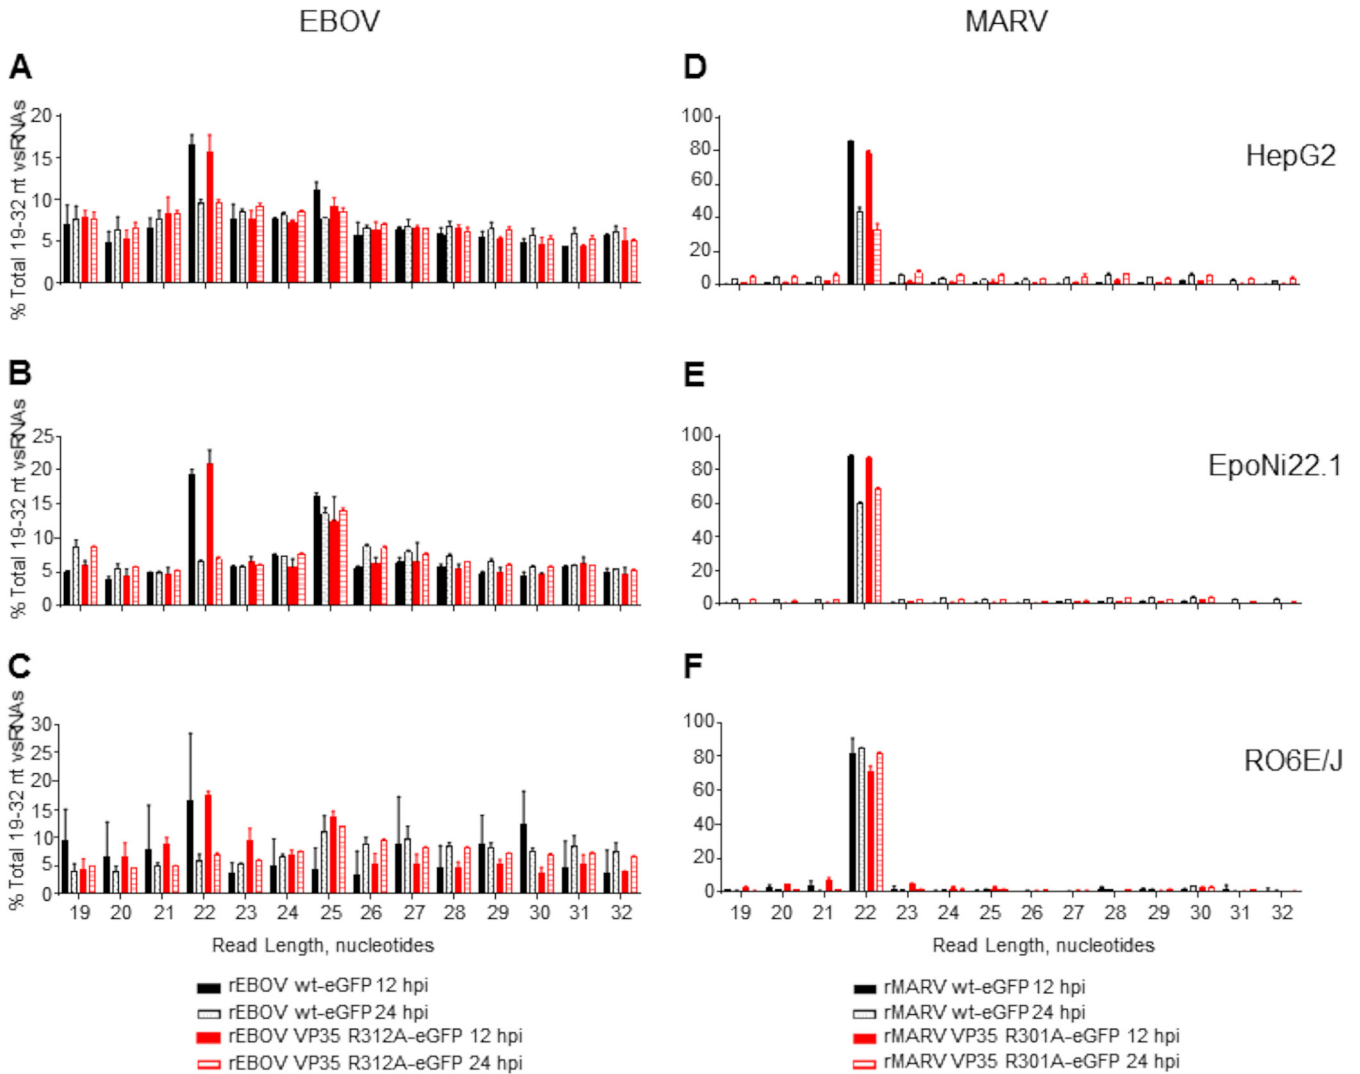 EBOV
MARV
A
% Total 19-32 nt vsRNAs
20
15
10
5
0
D
100
80
60
40
20
0
HepG2
B
% Total 19-32 nt vsRNAs
25
20
15
10
5
0
E
100
80
60
40
20
0
EpoNi22.1
C
% Total 19-32 nt vsRNAs
30
25
20
15
10
5
0
19 20 21 22 23 24 25 26 27 28 29 30 31 32
Read Length, nucleotides
F
100
80
60
40
20
0
RO6E/J
19 20 21 22 23 24 25 26 27 28 29 30 31 32
Read Length, nucleotides
rEBOV wt-eGFP 12 hpi
rEBOV wt-eGFP 24 hpi
rEBOV VP35 R312A-eGFP 12 hpi
rEBOV VP35 R312A-eGFP 24 hpi
rMARV wt-eGFP 12 hpi
rMARV wt-eGFP 24 hpi
rMARV VP35 R301A-eGFP 12 hpi
rMARV VP35 R301A-eGFP 24 hpi